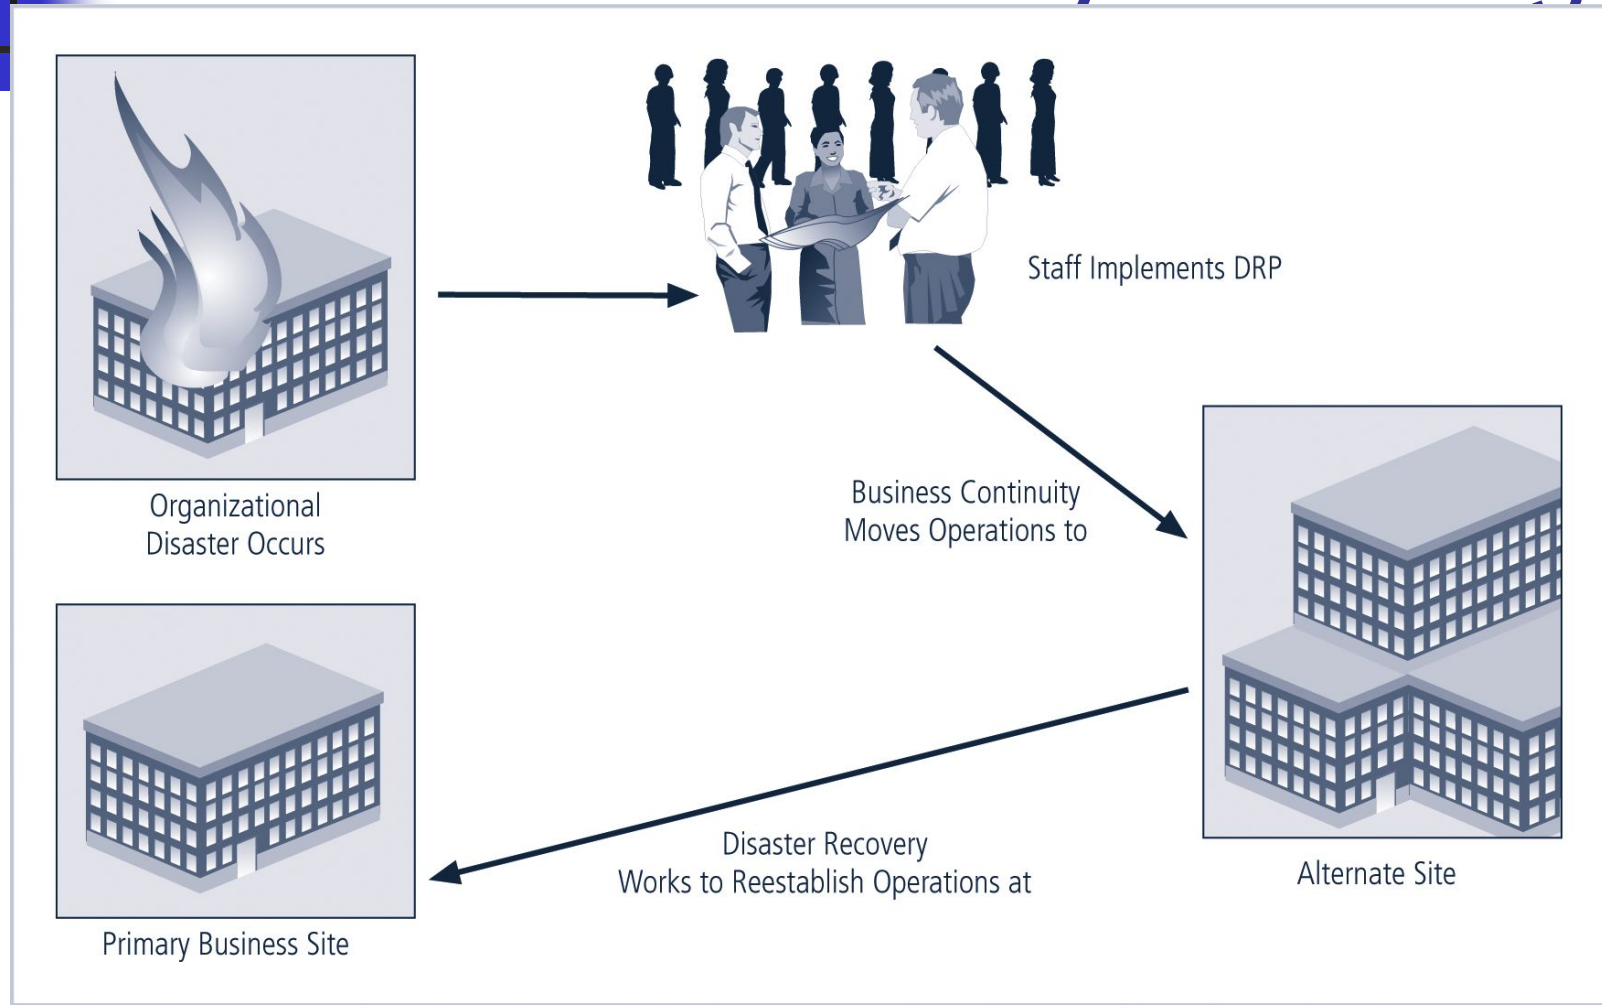 Staff Implements DRP
Organizational
Disaster Occurs
Business Continuity
Moves Operations to
Alternate Site
Disaster Recovery
Works to Reestablish Operations at
Primary Business Site